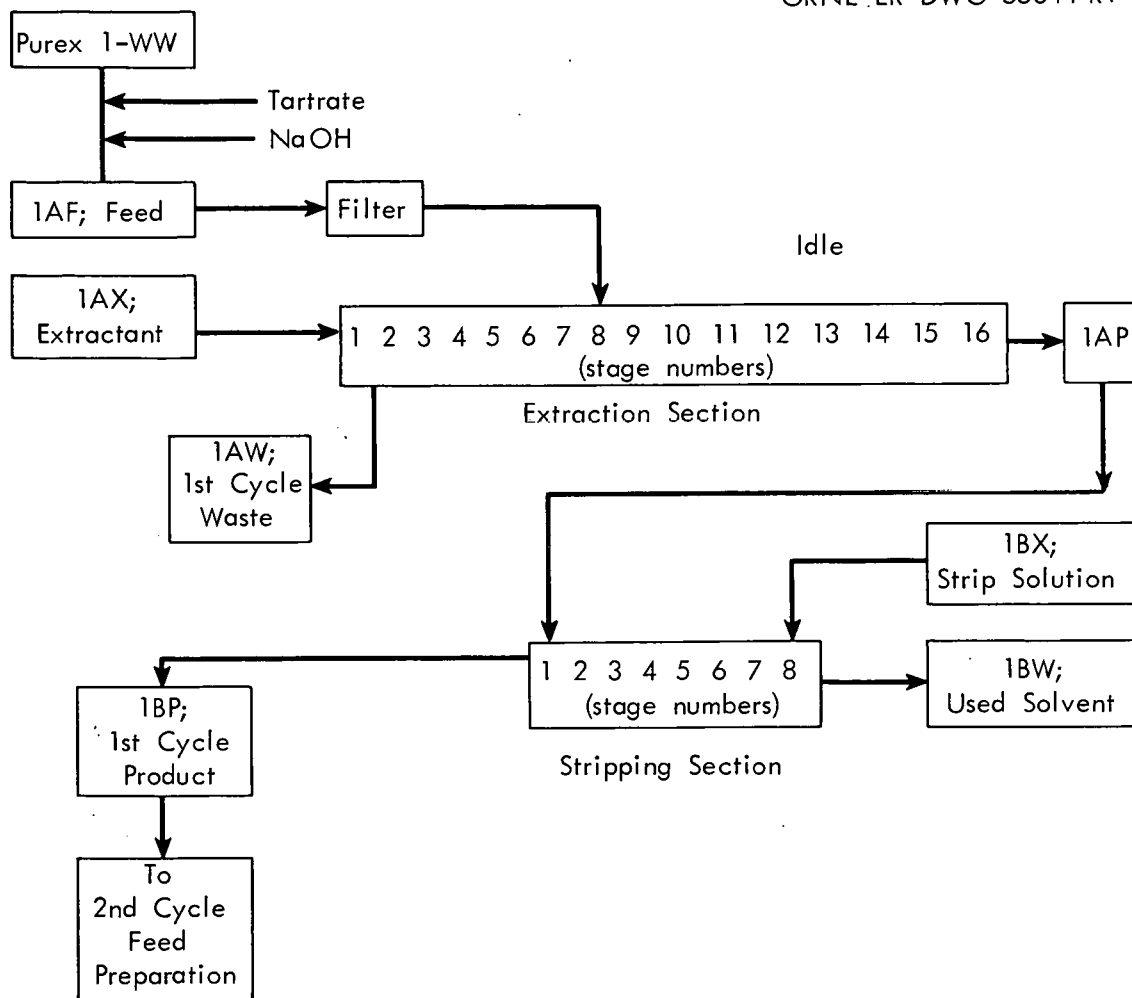 Purex 1-WW
Tartrate
NaOH
1AF; Feed
Filter
Idle
1AX;
Extractant
1 2 3 4 5 6 7 8 9 10 11 12 13 14 15 16
(stage numbers)
1AP
Extraction Section
1AW;
1st Cycle
Waste
1BX;
Strip Solution
1 2 3 4 5 6 7 8
(stage numbers)
1BW;
Used Solvent
Stripping Section
1BP;
1st Cycle
Product
To
2nd Cycle
Feed
Preparation